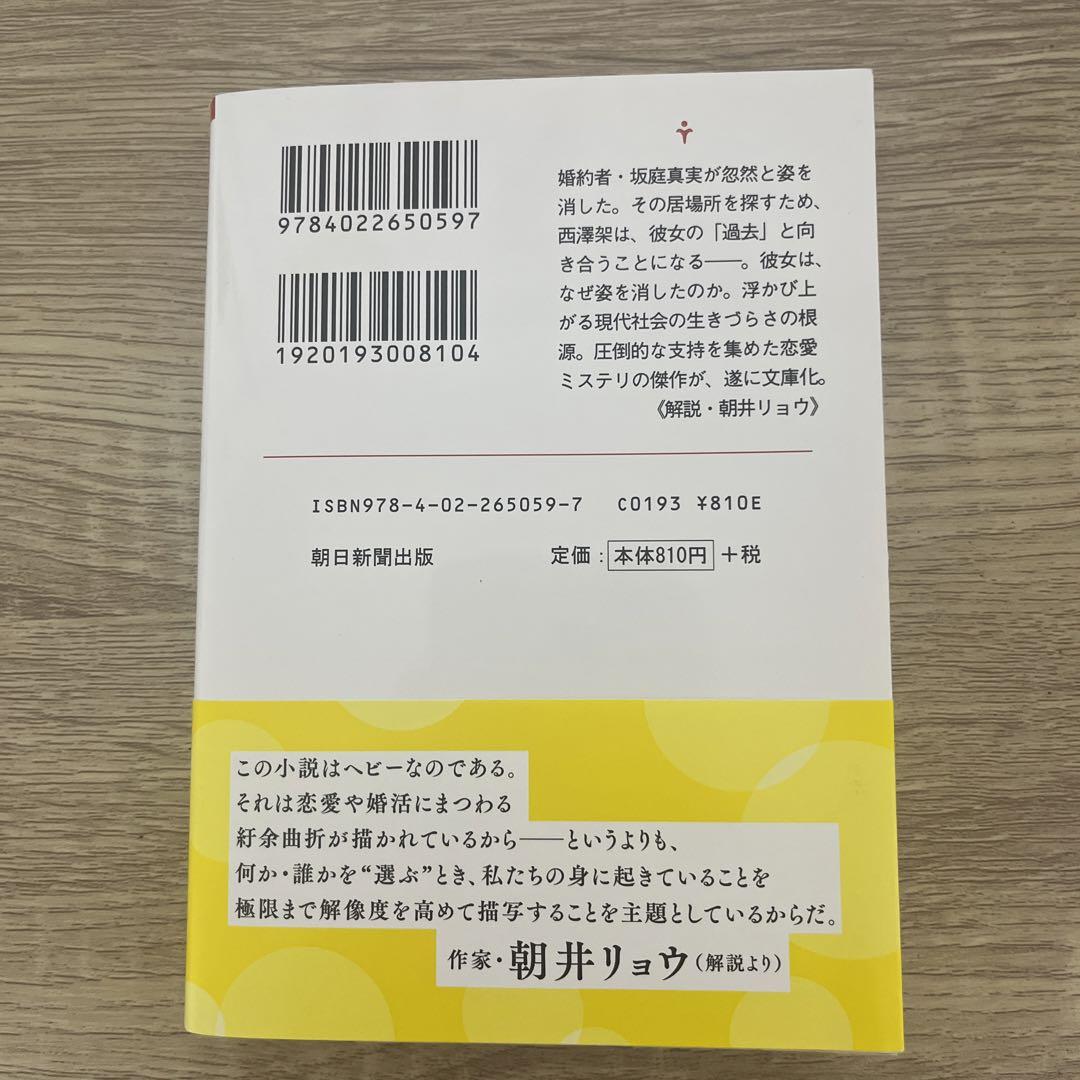 9784022650597
1920193008104
婚約者・坂庭真実が忽然と姿を
消した。その居場所を探すため、
西澤架は、彼女の「過去」と向
き合うことになる――。彼女は、
なぜ姿を消したのか。浮かび上
がる現代社会の生きづらさの根
源。圧倒的な支持を集めた恋愛
ミステリの傑作が、遂に文庫化。
《解説・朝井リョウ》
ISBN978-4-02-265059-7 C0193 ¥810E
朝日新聞出版 定価：本体810円＋税
この小説はヘビーなのである。
それは恋愛や婚活にまつわる
紆余曲折が描かれているから――というよりも、
何か・誰かを“選ぶ”とき、私たちの身に起きていることを
極限まで解像度を高めて描写することを主題としているからだ。
作家・朝井リョウ（解説より）